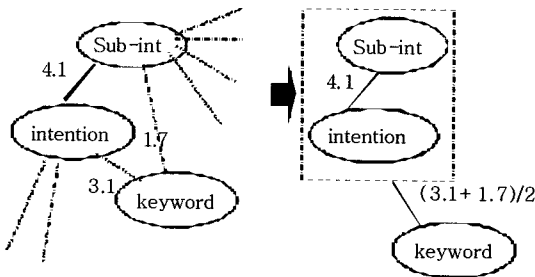 Sub-int
4.1
intention
1.7
3.1
keyword
Sub-int
4.1
intention
(3.1+1.7)/2
keyword